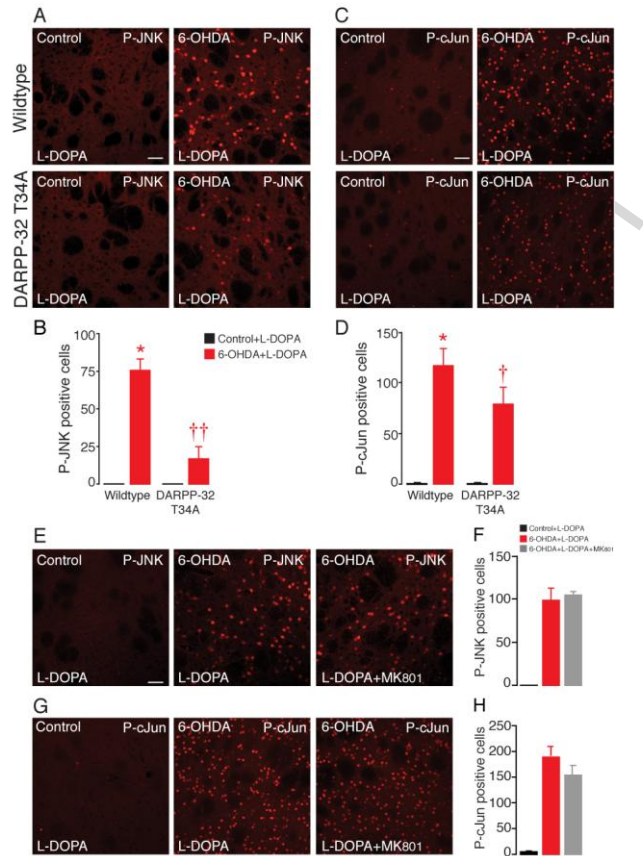 A
C
Control P-JNK
6-OHDA P-JNK
Control P-cJun
6-OHDA P-cJun
Wildtype
L-DOPA
L-DOPA
L-DOPA
L-DOPA
Control P-JNK
6-OHDA P-JNK
Control P-cJun
6-OHDA P-cJun
DARPP-32 T34A
L-DOPA
L-DOPA
L-DOPA
L-DOPA
B
P-JNK positive cells
100
75
50
25
0
*
††
Control+L-DOPA
6-OHDA+L-DOPA
Wildtype
DARPP-32
T34A
D
P-cJun positive cells
150
100
50
0
*
†
Wildtype
DARPP-32
T34A
E
Control P-JNK
6-OHDA P-JNK
6-OHDA P-JNK
L-DOPA
L-DOPA
L-DOPA+MK801
F
Control+L-DOPA
6-OHDA+L-DOPA
6-OHDA+L-DOPA+MK801
P-JNK positive cells
150
100
50
0
G
Control P-cJun
6-OHDA P-cJun
6-OHDA P-cJun
L-DOPA
L-DOPA
L-DOPA+MK801
H
P-cJun positive cells
250
200
150
100
50
0